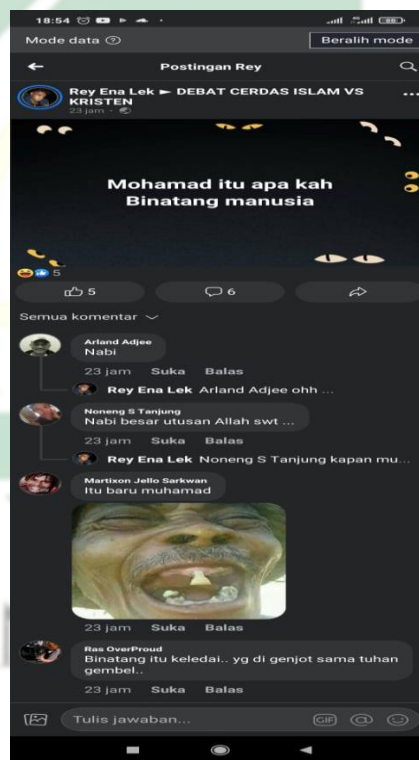 18:54
Mode data
Beralih mode
Postingan Rey
Rey Ena Lek ► DEBAT CERDAS ISLAM VS
KRISTEN
23 jam ·
Mohamad itu apa kah
Binatang manusia
5
5
6
Semua komentar
Arland Adjee
Nabi
23 jam Suka Balas
Rey Ena Lek Arland Adjee ohh ...
Noneng S Tanjung
Nabi besar utusan Allah swt ...
23 jam Suka Balas
Rey Ena Lek Noneng S Tanjung kapan mu...
Martixon Jello Sarkwan
Itu baru muhamad
23 jam Suka Balas
Ras OverProud
Binatang itu keledai.. yg di genjot sama tuhan
gembel..
23 jam Suka Balas
Tulis jawaban...
GIF